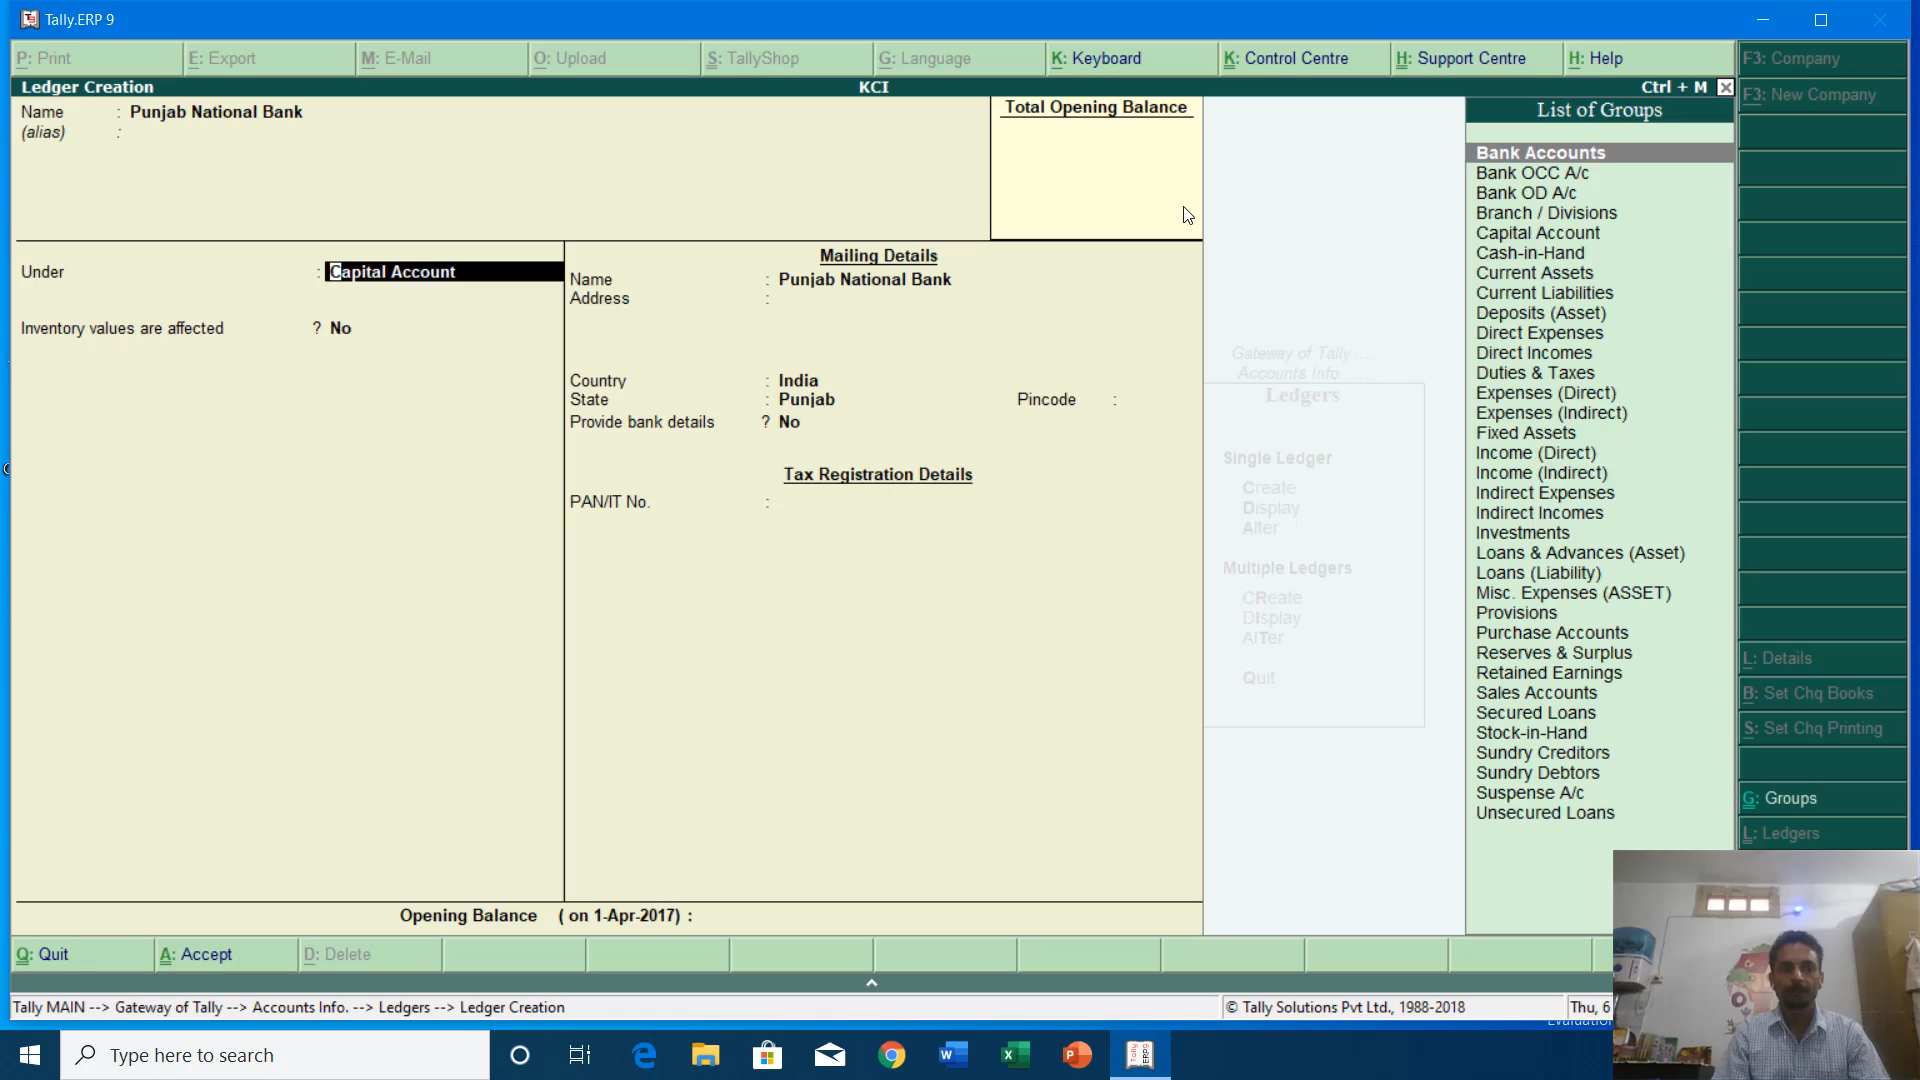 Tally.ERP 9
P: Print E: Export M: E-Mail O: Upload S: TallyShop G: Language K: Keyboard K: Control Centre H: Support Centre H: Help
Ledger Creation KCI Ctrl + M
Name : Punjab National Bank
(alias) :
Total Opening Balance
Under : Capital Account
Inventory values are affected ? No
Mailing Details
Name : Punjab National Bank
Address :
Country : India
State : Punjab Pincode :
Provide bank details ? No
Tax Registration Details
PAN/IT No. :
Opening Balance ( on 1-Apr-2017) :
Gateway of Tally ....
Accounts Info. ....
Ledgers
Single Ledger
Create
Display
Alter
Multiple Ledgers
CReate
DIsplay
AlTer
Quit
List of Groups
Bank Accounts
Bank OCC A/c
Bank OD A/c
Branch / Divisions
Capital Account
Cash-in-Hand
Current Assets
Current Liabilities
Deposits (Asset)
Direct Expenses
Direct Incomes
Duties & Taxes
Expenses (Direct)
Expenses (Indirect)
Fixed Assets
Income (Direct)
Income (Indirect)
Indirect Expenses
Indirect Incomes
Investments
Loans & Advances (Asset)
Loans (Liability)
Misc. Expenses (ASSET)
Provisions
Purchase Accounts
Reserves & Surplus
Retained Earnings
Sales Accounts
Secured Loans
Stock-in-Hand
Sundry Creditors
Sundry Debtors
Suspense A/c
Unsecured Loans
F3: Company
F3: New Company
L: Details
B: Set Chq Books
S: Set Chq Printing
G: Groups
L: Ledgers
Q: Quit A: Accept D: Delete
Tally MAIN --> Gateway of Tally --> Accounts Info. --> Ledgers --> Ledger Creation © Tally Solutions Pvt Ltd., 1988-2018 Thu, 6
Type here to search